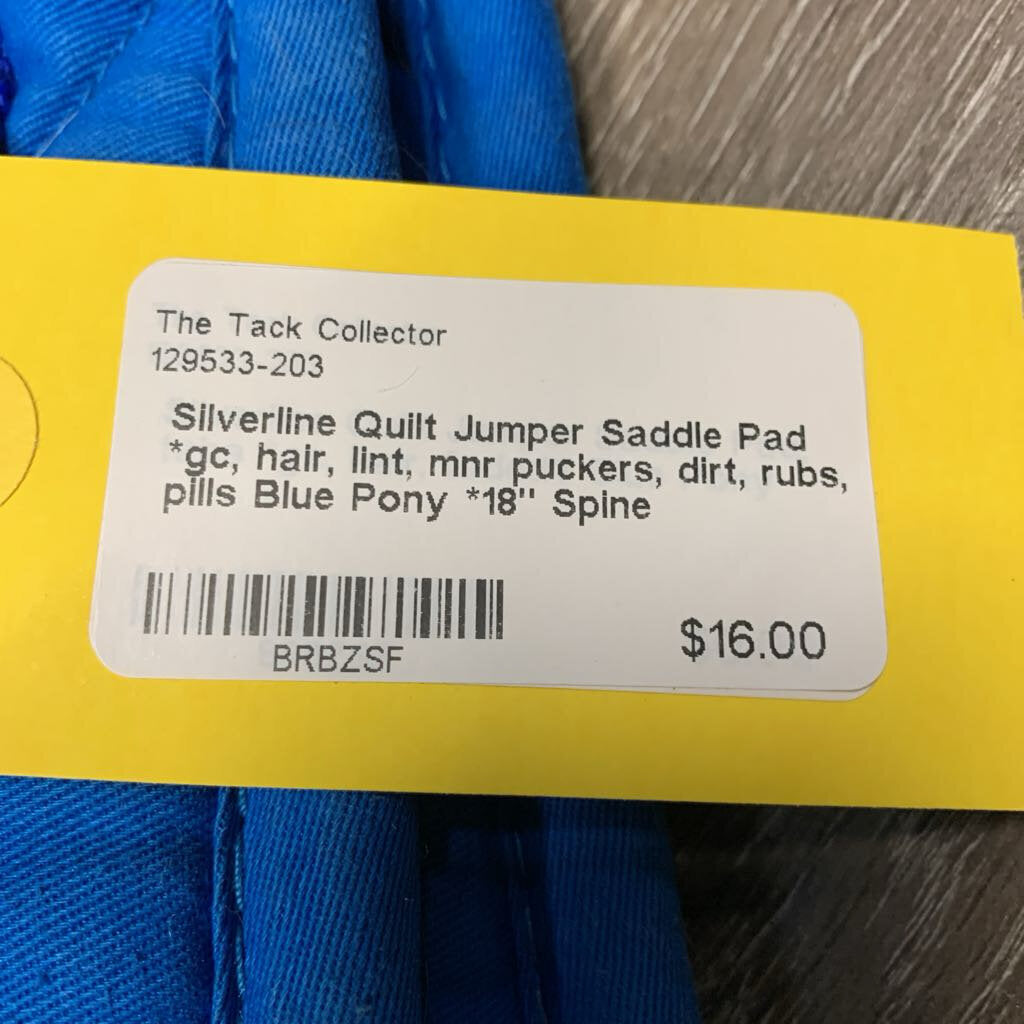 The Tack Collector
129533-203
Silverline Quilt Jumper Saddle Pad
*gc, hair, lint, mnr puckers, dirt, rubs,
pills Blue Pony *18" Spine
BRBZSF
$16.00